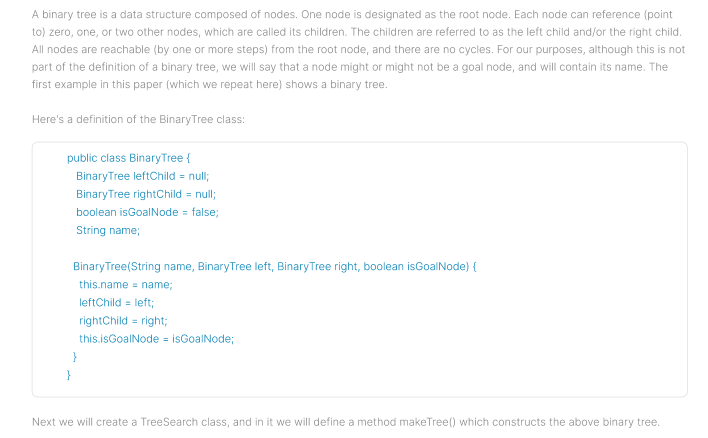 A binary tree is a data structure composed of nodes. One node is designated as the root node. Each node can reference (point
to) zero, one, or two other nodes, which are called its children. The children are referred to as the left child and/or the right child.
All nodes are reachable (by one or more steps) from the root node, and there are no cycles. For our purposes, although this is not
part of the definition of a binary tree, we will say that a node might or might not be a goal node, and will contain its name. The
first example in this paper (which we repeat here) shows a binary tree.
Here's a definition of the BinaryTree class:
public class BinaryTree {
BinaryTree leftChild = null;
BinaryTree rightChild = null;
boolean isGoalNode = false;
String name;
BinaryTree(String name, BinaryTree left, BinaryTree right, boolean isGoalNode) {
this.name = name;
leftChild = left;
rightChild = right;
this.isGoalNode = isGoalNode;
}
}
Next we will create a TreeSearch class, and in it we will define a method makeTree() which constructs the above binary tree.